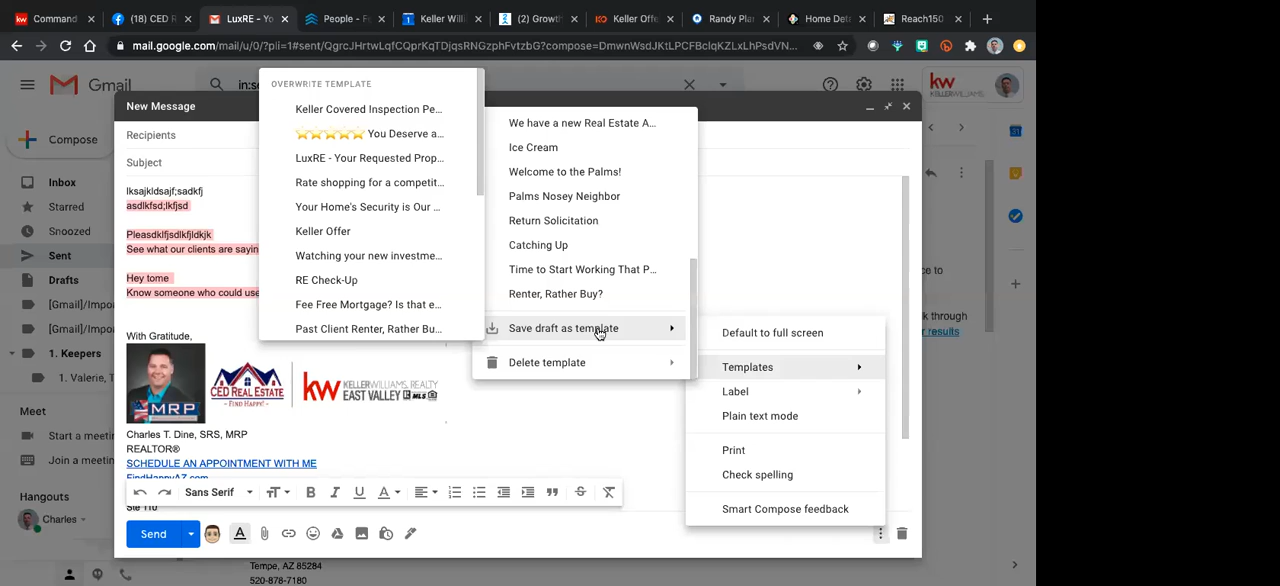 Command
(18) CED R
LuxRE - Yo
People - F
Keller Willi
(2) Growt
Keller Offe
Randy Pla
Home Det
Reach150
mail.google.com/mail/u/0/?pli=1#sent/QgrcJHrtwLqfCQprKqTDjqsRNGzphFvtzbG?compose=DmwnWsdJKtLPCFBclqKZLxLhPsdVN...
Gmail
in:se
kw
KELLERWILLIAMS.
Compose
Inbox
Starred
Snoozed
Sent
Drafts
[Gmail]/Impo
[Gmail]/Impo
1. Keepers
1. Valerie, T
Meet
Start a meeti
Join a meetin
Hangouts
Charles
New Message
Recipients
Subject
lksajkldsajf;sadkfj
asdlkfsd;lkfjsd
Pleasdklfjsdlkfjldkjk
See what our clients are sayin
Hey tome
Know someone who could use
With Gratitude,
MRP
CED REAL ESTATE
- FIND HAPPY! -
kw KELLERWILLIAMS. REALTY
EAST VALLEY
MLS
Charles T. Dine, SRS, MRP
REALTOR®
SCHEDULE AN APPOINTMENT WITH ME
FindHappyAZ.com
Ste 110
Sans Serif
Send
Tempe, AZ 85284
520-878-7180
OVERWRITE TEMPLATE
Keller Covered Inspection Pe...
⭐⭐⭐⭐⭐ You Deserve a...
LuxRE - Your Requested Prop...
Rate shopping for a competit...
Your Home's Security is Our ...
Keller Offer
Watching your new investme...
RE Check-Up
Fee Free Mortgage? Is that e...
Past Client Renter, Rather Bu...
We have a new Real Estate A...
Ice Cream
Welcome to the Palms!
Palms Nosey Neighbor
Return Solicitation
Catching Up
Time to Start Working That P...
Renter, Rather Buy?
Save draft as template
Delete template
Default to full screen
Templates
Label
Plain text mode
Print
Check spelling
Smart Compose feedback
ce to
k through
r results